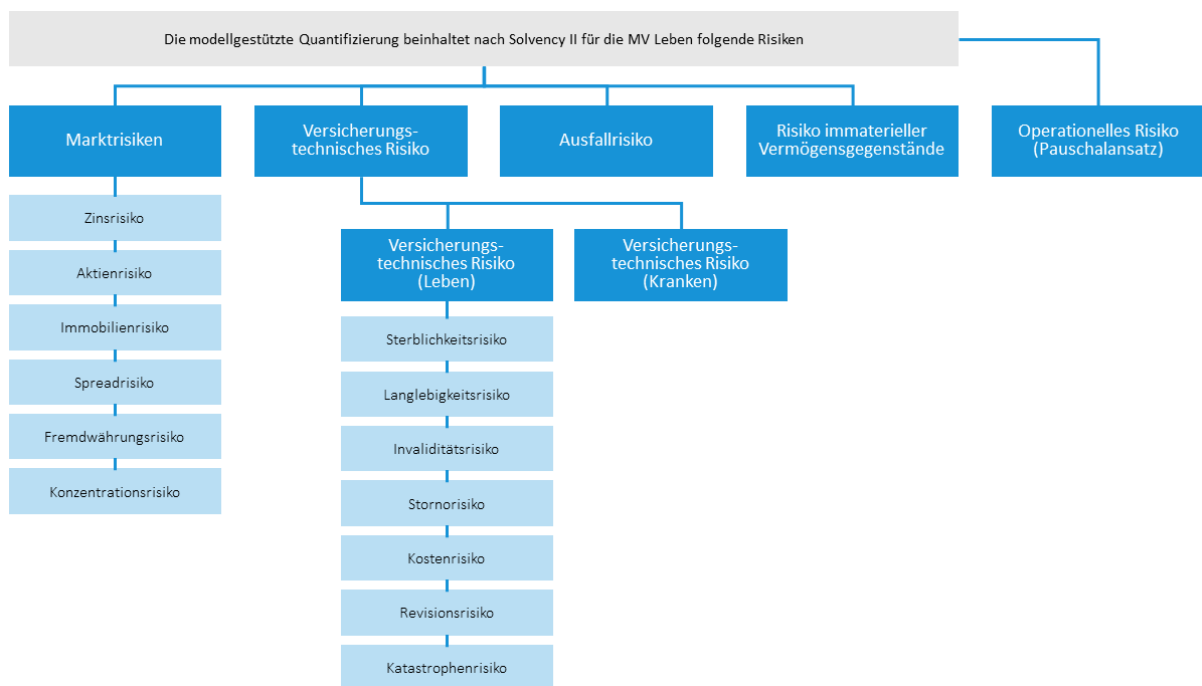 Die modellgestützte Quantifizierung beinhaltet nach Solvency II für die MV Leben folgende Risiken
Marktrisiken
Versicherungs-
technisches Risiko
Ausfallrisiko
Risiko immaterieller
Vermögensgegenstände
Operationelles Risiko
(Pauschalansatz)
Zinsrisiko
Aktienrisiko
Immobilienrisiko
Spreadrisiko
Fremdwährungsrisiko
Konzentrationsrisiko
Versicherungs-
technisches Risiko
(Leben)
Versicherungs-
technisches Risiko
(Kranken)
Sterblichkeitsrisiko
Langlebigkeitsrisiko
Invaliditätsrisiko
Stornorisiko
Kostenrisiko
Revisionsrisiko
Katastrophenrisiko